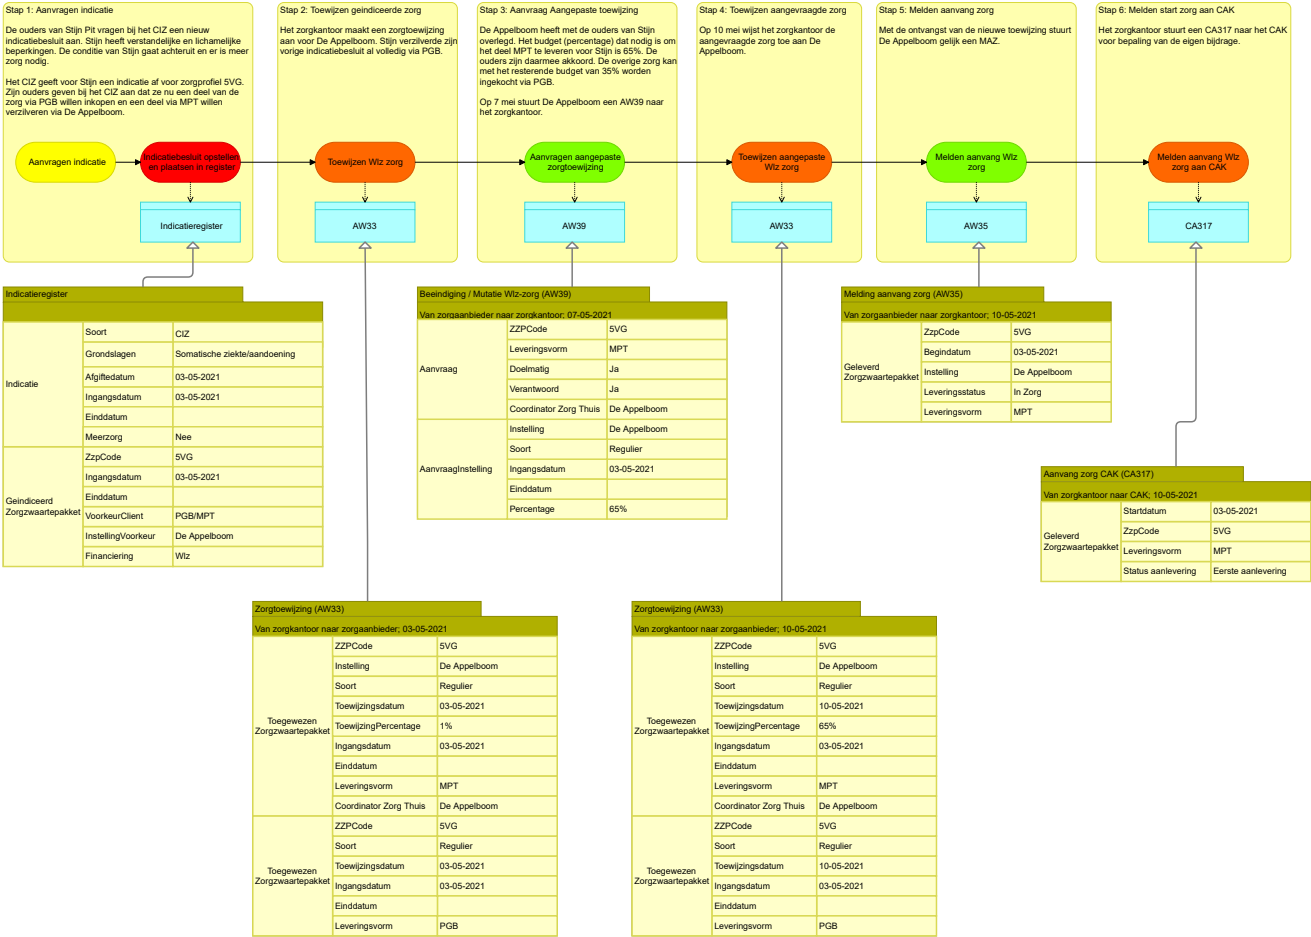 Stap 1: Aanvragen indicatie
De ouders van Stijn Pit vragen bij het CIZ een nieuw
indicatiebesluit aan. Stijn heeft verstandelijke en lichamelijke
beperkingen. De conditie van Stijn gaat achteruit en er is meer
zorg nodig.
Het CIZ geeft voor Stijn een indicatie af voor zorgprofiel 5VG.
Zijn ouders geven bij het CIZ aan dat ze nu een deel van de
zorg via PGB willen inkopen en een deel via MPT willen
verzilveren via De Appelboom.
Stap 2: Toewijzen geindiceerde zorg
Het zorgkantoor maakt een zorgtoewijzing
aan voor De Appelboom. Stijn verzilverde zijn
vorige indicatiebesluit al volledig via PGB.
Stap 3: Aanvraag Aangepaste toewijzing
De Appelboom heeft met de ouders van Stijn
overlegd. Het budget (percentage) dat nodig is om
het deel MPT te leveren voor Stijn is 65%. De
ouders zijn daarmee akkoord. De overige zorg kan
met het resterende budget van 35% worden
ingekocht via PGB.
Op 7 mei stuurt De Appelboom een AW39 naar
het zorgkantoor.
Stap 4: Toewijzen aangevraagde zorg
Op 10 mei wijst het zorgkantoor de
aangevraagde zorg toe aan De
Appelboom.
Stap 5: Melden aanvang zorg
Met de ontvangst van de nieuwe toewijzing stuurt
De Appelboom gelijk een MAZ.
Stap 6: Melden start zorg aan CAK
Het zorgkantoor stuurt een CA317 naar het CAK
voor bepaling van de eigen bijdrage.
Aanvragen indicatie
Indicatiebesluit opstellen
en plaatsen in register
Toewijzen Wlz zorg
Aanvragen aangepaste
zorgtoewijzing
Toewijzen aangepaste
Wlz zorg
Melden aanvang Wlz
zorg
Melden aanvang Wlz
zorg aan CAK
Indicatieregister
AW33
AW39
AW33
AW35
CA317
Indicatieregister
Indicatie
Soort CIZ
Grondslagen Somatische ziekte/aandoening
Afgiftedatum 03-05-2021
Ingangsdatum 03-05-2021
Einddatum
Meerzorg Nee
Geindiceerd
Zorgzwaartepakket
ZzpCode 5VG
Ingangsdatum 03-05-2021
Einddatum
VoorkeurClient PGB/MPT
InstellingVoorkeur De Appelboom
Financiering Wlz
Beeindiging / Mutatie Wlz-zorg (AW39)
Van zorgaanbieder naar zorgkantoor; 07-05-2021
Aanvraag
ZZPCode 5VG
Leveringsvorm MPT
Doelmatig Ja
Verantwoord Ja
Coordinator Zorg Thuis De Appelboom
AanvraagInstelling
Instelling De Appelboom
Soort Regulier
Ingangsdatum 03-05-2021
Einddatum
Percentage 65%
Melding aanvang zorg (AW35)
Van zorgaanbieder naar zorgkantoor; 10-05-2021
Geleverd
Zorgzwaartepakket
ZzpCode 5VG
Begindatum 03-05-2021
Instelling De Appelboom
Leveringsstatus In Zorg
Leveringsvorm MPT
Aanvang zorg CAK (CA317)
Van zorgkantoor naar CAK; 10-05-2021
Geleverd
Zorgzwaartepakket
Startdatum 03-05-2021
ZzpCode 5VG
Leveringsvorm MPT
Status aanlevering Eerste aanlevering
Zorgtoewijzing (AW33)
Van zorgkantoor naar zorgaanbieder; 03-05-2021
Toegewezen
Zorgzwaartepakket
ZZPCode 5VG
Instelling De Appelboom
Soort Regulier
Toewijzingsdatum 03-05-2021
ToewijzingPercentage 1%
Ingangsdatum 03-05-2021
Einddatum
Leveringsvorm MPT
Coordinator Zorg Thuis De Appelboom
Toegewezen
Zorgzwaartepakket
ZZPCode 5VG
Soort Regulier
Toewijzingsdatum 03-05-2021
Ingangsdatum 03-05-2021
Einddatum
Leveringsvorm PGB
Zorgtoewijzing (AW33)
Van zorgkantoor naar zorgaanbieder; 10-05-2021
Toegewezen
Zorgzwaartepakket
ZZPCode 5VG
Instelling De Appelboom
Soort Regulier
Toewijzingsdatum 10-05-2021
ToewijzingPercentage 65%
Ingangsdatum 03-05-2021
Einddatum
Leveringsvorm MPT
Coordinator Zorg Thuis De Appelboom
Toegewezen
Zorgzwaartepakket
ZZPCode 5VG
Soort Regulier
Toewijzingsdatum 10-05-2021
Ingangsdatum 03-05-2021
Einddatum
Leveringsvorm PGB